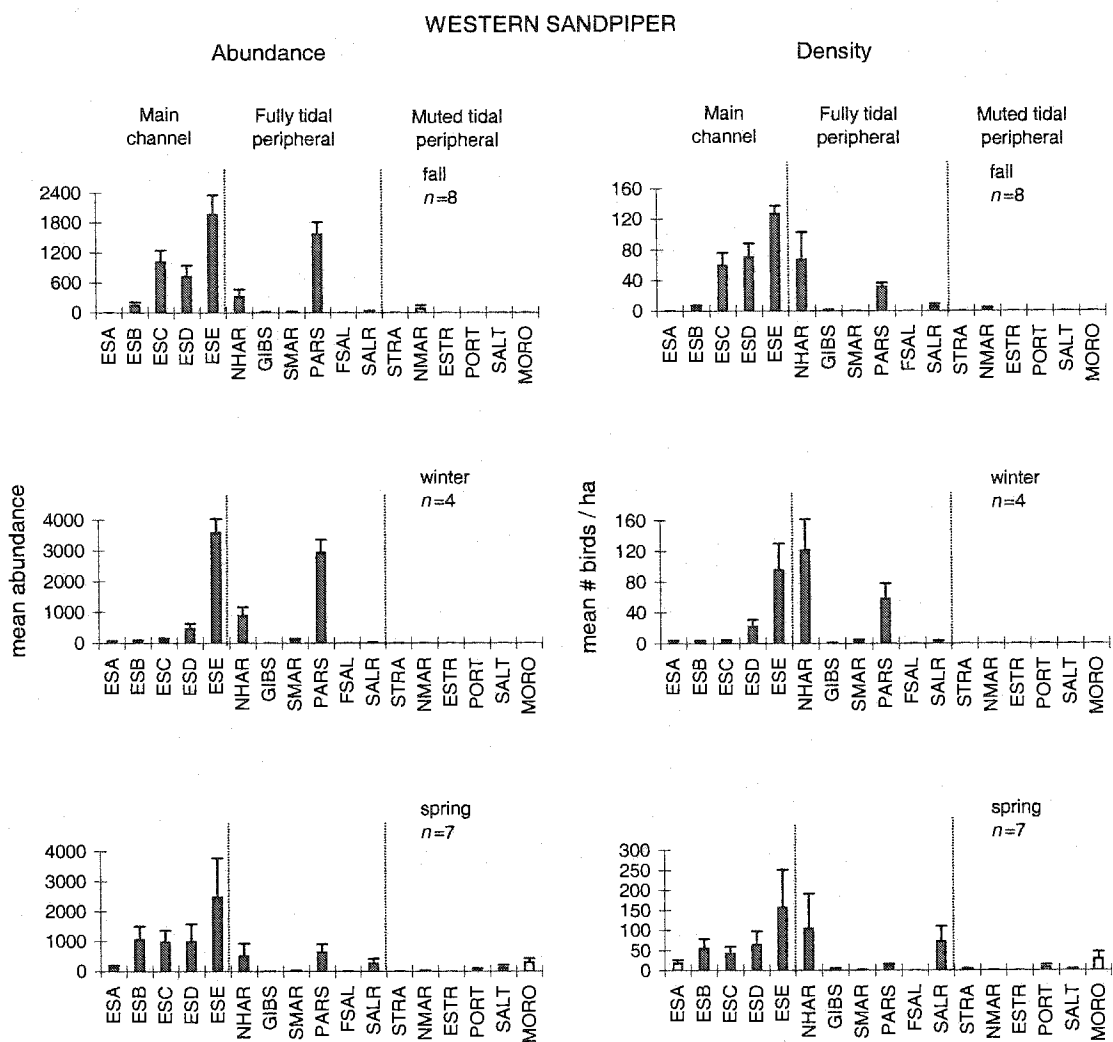 WESTERN SANDPIPER
Abundance
Density
Main channel
Fully tidal peripheral
Muted tidal peripheral
fall
n=8
2400
1800
1200
600
0
ESA
ESB
ESC
ESD
ESE
NHAR
GIBS
SMAR
PARS
FSAL
SALR
STRA
NMAR
ESTR
PORT
SALT
MORO
Main channel
Fully tidal peripheral
Muted tidal peripheral
fall
n=8
160
120
80
40
0
ESA
ESB
ESC
ESD
ESE
NHAR
GIBS
SMAR
PARS
FSAL
SALR
STRA
NMAR
ESTR
PORT
SALT
MORO
mean abundance
winter
n=4
4000
3000
2000
1000
0
ESA
ESB
ESC
ESD
ESE
NHAR
GIBS
SMAR
PARS
FSAL
SALR
STRA
NMAR
ESTR
PORT
SALT
MORO
mean # birds / ha
winter
n=4
160
120
80
40
0
ESA
ESB
ESC
ESD
ESE
NHAR
GIBS
SMAR
PARS
FSAL
SALR
STRA
NMAR
ESTR
PORT
SALT
MORO
spring
n=7
4000
3000
2000
1000
0
ESA
ESB
ESC
ESD
ESE
NHAR
GIBS
SMAR
PARS
FSAL
SALR
STRA
NMAR
ESTR
PORT
SALT
MORO
spring
n=7
300
250
200
150
100
50
0
ESA
ESB
ESC
ESD
ESE
NHAR
GIBS
SMAR
PARS
FSAL
SALR
STRA
NMAR
ESTR
PORT
SALT
MORO